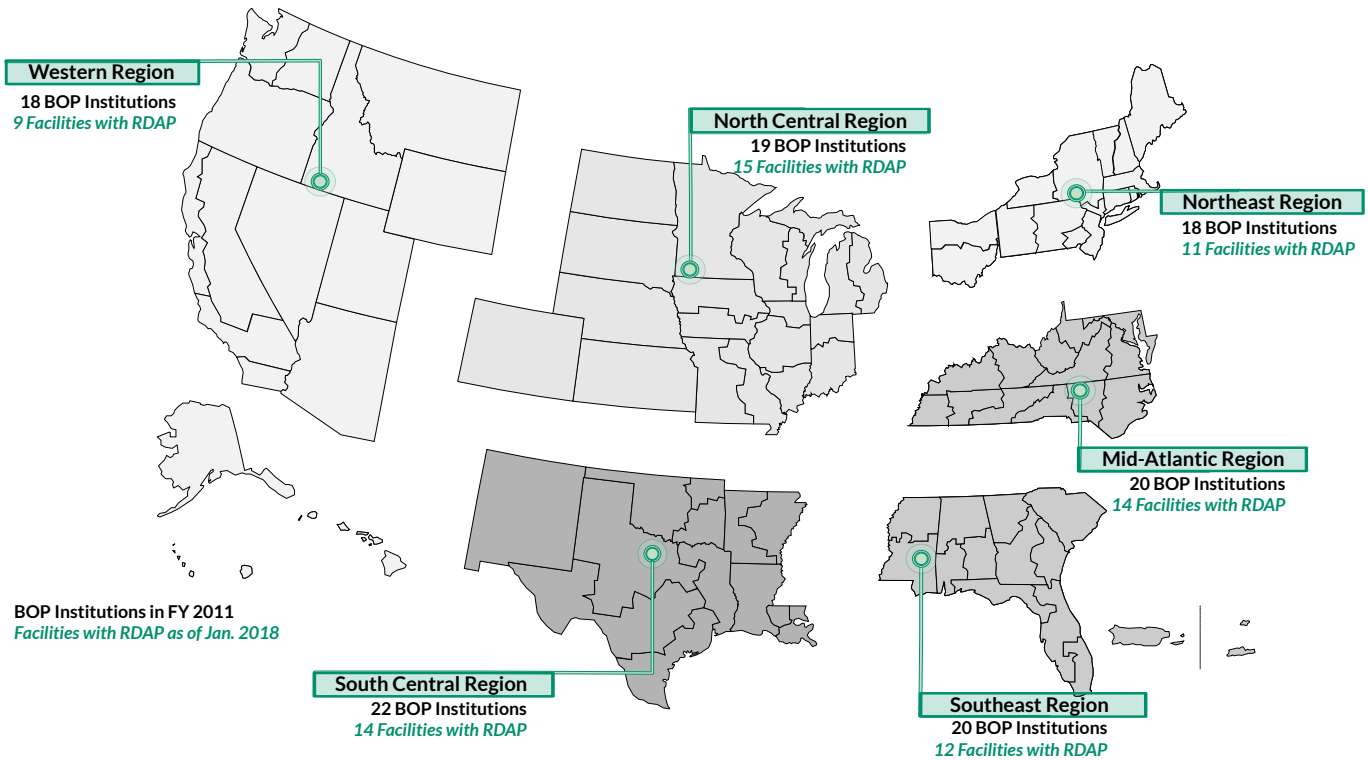 Western Region
18 BOP Institutions
9 Facilities with RDAP
North Central Region
19 BOP Institutions
15 Facilities with RDAP
Northeast Region
18 BOP Institutions
11 Facilities with RDAP
Mid-Atlantic Region
20 BOP Institutions
14 Facilities with RDAP
BOP Institutions in FY 2011
Facilities with RDAP as of Jan. 2018
South Central Region
22 BOP Institutions
14 Facilities with RDAP
Southeast Region
20 BOP Institutions
12 Facilities with RDAP